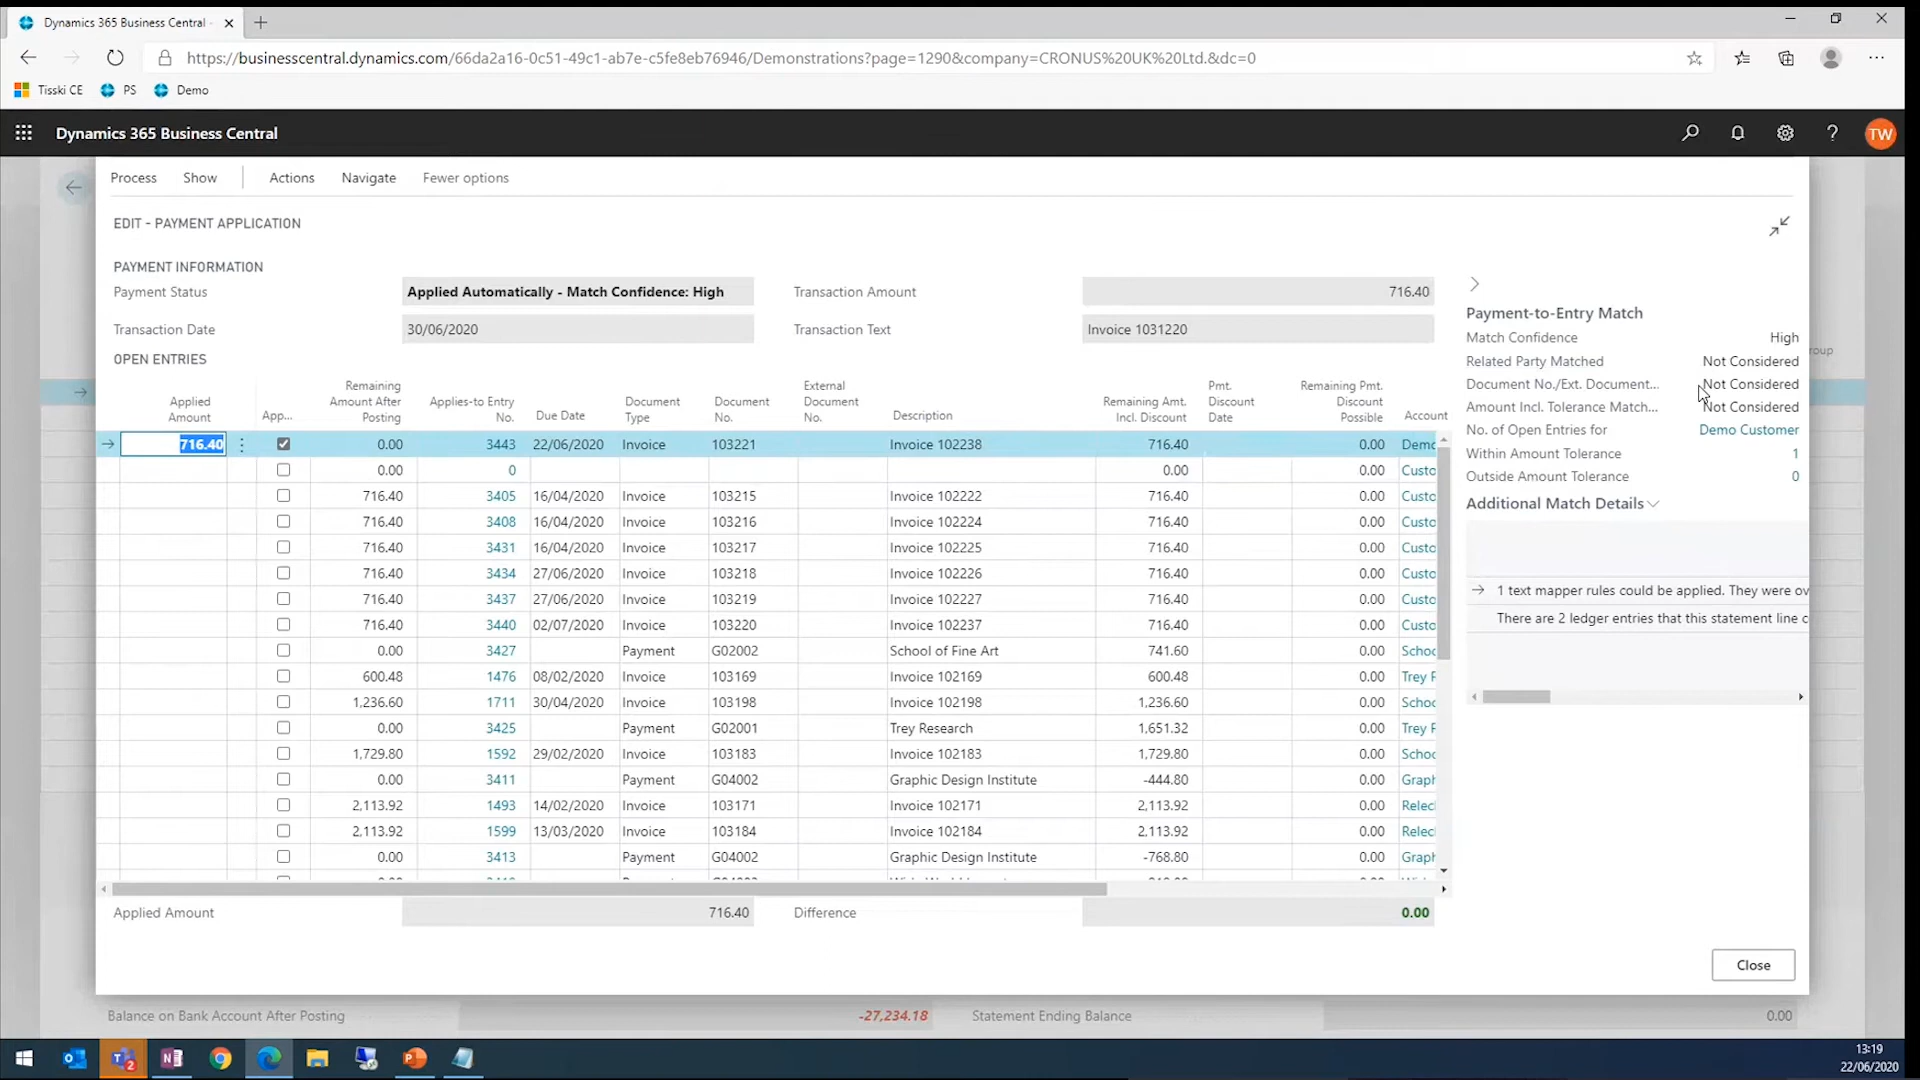 Dynamics 365 Business Central
https://businesscentral.dynamics.com/66da2a16-0c51-49c1-ab7e-c5fe8eb76946/Demonstrations?page=1290&company=CRONUS%20UK%20Ltd.&dc=0
Tisski CE PS Demo
Dynamics 365 Business Central ? TW
Process Show Actions Navigate Fewer options
EDIT - PAYMENT APPLICATION
PAYMENT INFORMATION
Payment Status Applied Automatically - Match Confidence: High Transaction Amount 716.40
Transaction Date 30/06/2020 Transaction Text Invoice 1031220
OPEN ENTRIES
Applied Amount App... Remaining Amount After Posting Applies-to Entry No. Due Date Document Type Document No. External Document No. Description Remaining Amt. Incl. Discount Pmt. Discount Date Remaining Pmt. Discount Possible Account
716.40 0.00 3443 22/06/2020 Invoice 103221 Invoice 102238 716.40 0.00 Demo
0.00 0 0.00 0.00 Custo
716.40 3405 16/04/2020 Invoice 103215 Invoice 102222 716.40 0.00 Custo
716.40 3408 16/04/2020 Invoice 103216 Invoice 102224 716.40 0.00 Custo
716.40 3431 16/04/2020 Invoice 103217 Invoice 102225 716.40 0.00 Custo
716.40 3434 27/06/2020 Invoice 103218 Invoice 102226 716.40 0.00 Custo
716.40 3437 27/06/2020 Invoice 103219 Invoice 102227 716.40 0.00 Custo
716.40 3440 02/07/2020 Invoice 103220 Invoice 102237 716.40 0.00 Custo
0.00 3427 Payment G02002 School of Fine Art 741.60 0.00 Schoo
600.48 1476 08/02/2020 Invoice 103169 Invoice 102169 600.48 0.00 Trey R
1,236.60 1711 30/04/2020 Invoice 103198 Invoice 102198 1,236.60 0.00 Schoo
0.00 3425 Payment G02001 Trey Research 1,651.32 0.00 Trey R
1,729.80 1592 29/02/2020 Invoice 103183 Invoice 102183 1,729.80 0.00 Schoo
0.00 3411 Payment G04002 Graphic Design Institute -444.80 0.00 Graph
2,113.92 1493 14/02/2020 Invoice 103171 Invoice 102171 2,113.92 0.00 Relec
2,113.92 1599 13/03/2020 Invoice 103184 Invoice 102184 2,113.92 0.00 Relec
0.00 3413 Payment G04002 Graphic Design Institute -768.80 0.00 Graph
Applied Amount 716.40 Difference 0.00
Payment-to-Entry Match
Match Confidence High
Related Party Matched Not Considered
Document No./Ext. Document... Not Considered
Amount Incl. Tolerance Match... Not Considered
No. of Open Entries for Demo Customer
Within Amount Tolerance 1
Outside Amount Tolerance 0
Additional Match Details
1 text mapper rules could be applied. They were ov
There are 2 ledger entries that this statement line c
Close
Balance on Bank Account After Posting -27,234.18 Statement Ending Balance 0.00
13:19
22/06/2020